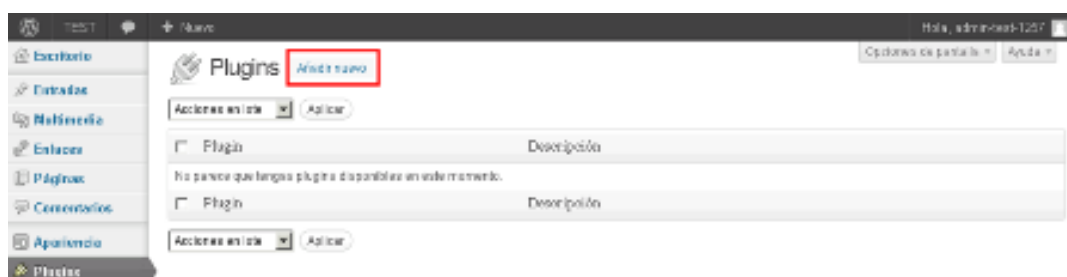 TEST + Nuevo Hola, admin-test-1257
Opciones de pantalla Ayuda
Escritorio
Plugins Añadir nuevo
Entradas
Acciones en lote Aplicar
Multimedia
Enlaces
Plugin Descripción
Páginas
No parece que tengas plugins disponibles en este momento.
Comentarios
Plugin Descripción
Apariencia
Acciones en lote Aplicar
Plugins